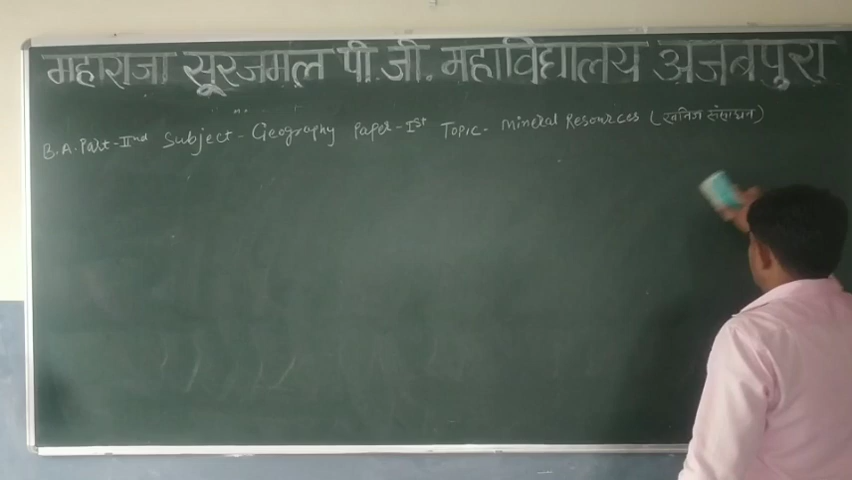 महाराजा सूरजमल पी.जी. महाविद्यालय अजबपुरा
B.A. Part-IInd Subject - Geography Paper-Ist Topic- Mineral Resources (खनिज संसाधन)